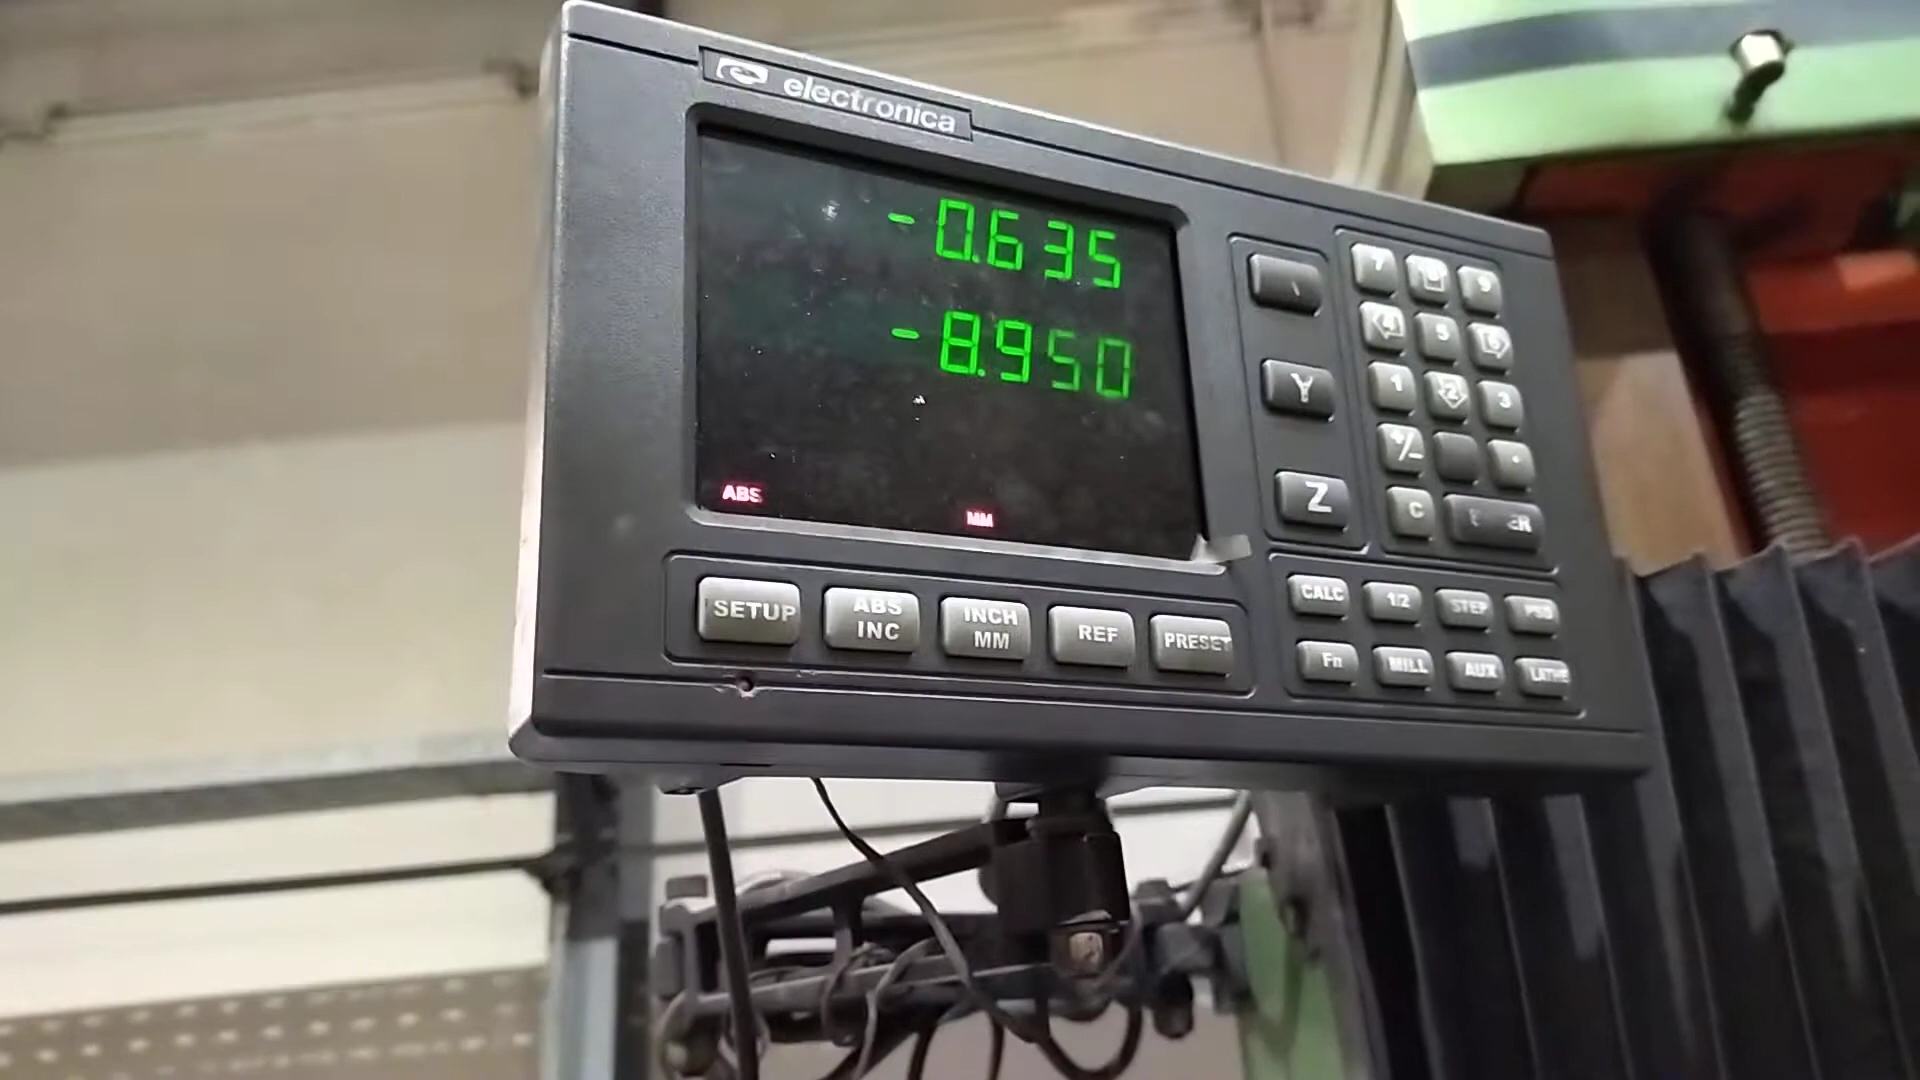 electronica
-0.635
-8.950
ABS
MM
7 9
4 5 6
Y 1 2 3
+/- .
Z C
SETUP ABS INC INCH MM REF PRESET
CALC 1/2 STEP
Fn MILL AUX LATHE